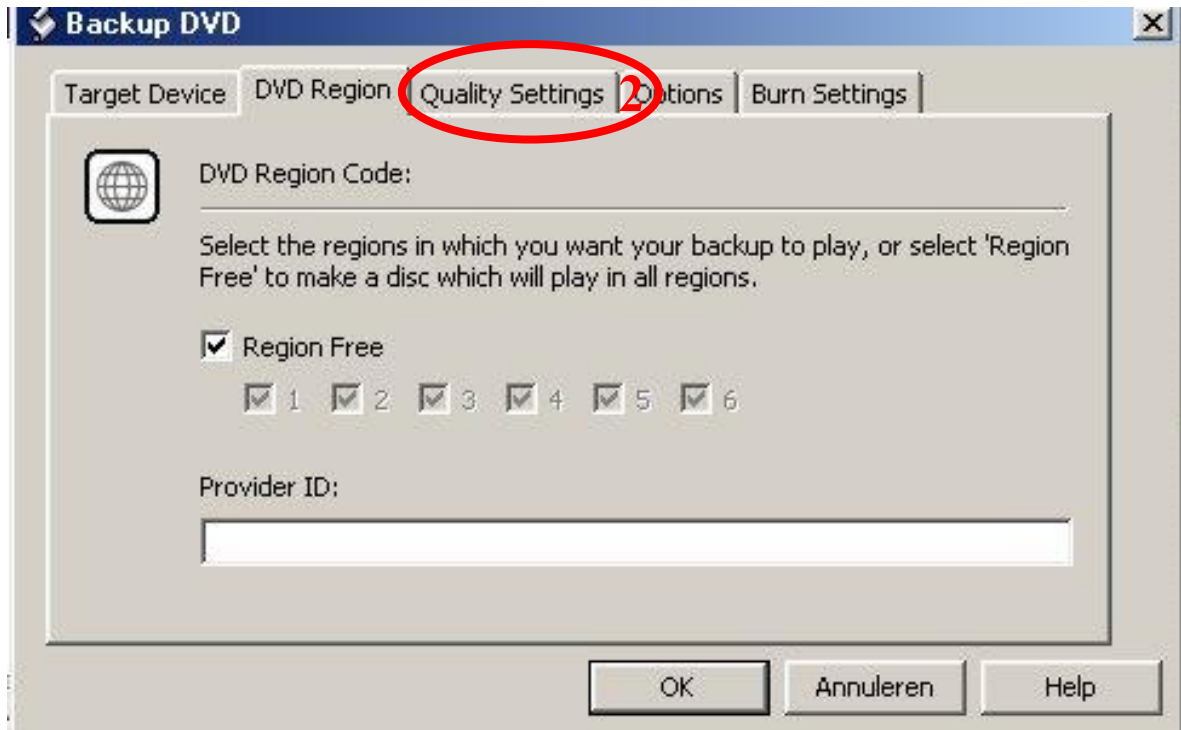 Backup DVD
Target Device DVD Region Quality Settings 2 Options Burn Settings
DVD Region Code:
Select the regions in which you want your backup to play, or select 'Region
Free' to make a disc which will play in all regions.
Region Free
1 2 3 4 5 6
Provider ID:
OK Annuleren Help